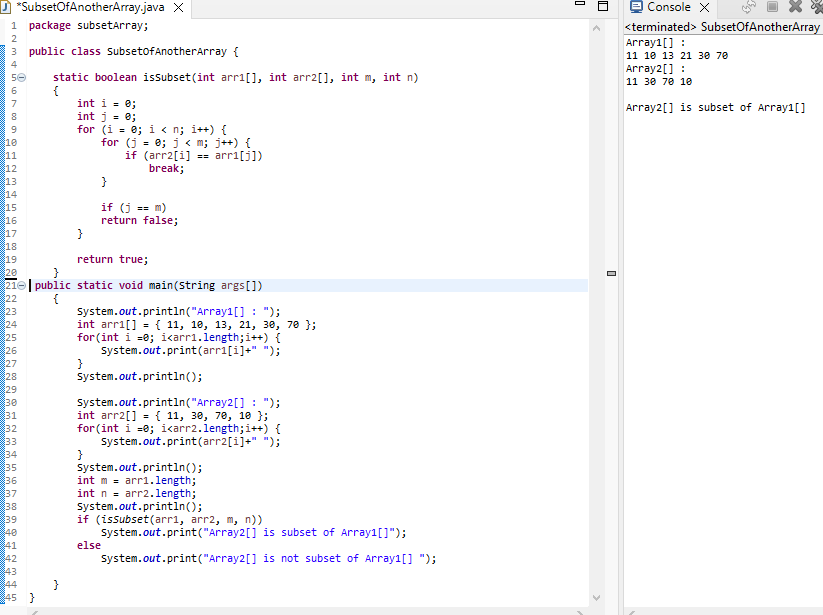 *SubsetOfAnotherArray.java
1 package subsetArray;
2
3 public class SubsetOfAnotherArray {
4
5 static boolean isSubset(int arr1[], int arr2[], int m, int n)
6 {
7 int i = 0;
8 int j = 0;
9 for (i = 0; i < n; i++) {
10 for (j = 0; j < m; j++) {
11 if (arr2[i] == arr1[j])
12 break;
13 }
14
15 if (j == m)
16 return false;
17 }
18
19 return true;
20 }
21 public static void main(String args[])
22 {
23 System.out.println("Array1[] : ");
24 int arr1[] = { 11, 10, 13, 21, 30, 70 };
25 for(int i =0; i<arr1.length;i++) {
26 System.out.print(arr1[i]+" ");
27 }
28 System.out.println();
29
30 System.out.println("Array2[] : ");
31 int arr2[] = { 11, 30, 70, 10 };
32 for(int i =0; i<arr2.length;i++) {
33 System.out.print(arr2[i]+" ");
34 }
35 System.out.println();
36 int m = arr1.length;
37 int n = arr2.length;
38 System.out.println();
39 if (isSubset(arr1, arr2, m, n))
40 System.out.print("Array2[] is subset of Array1[]");
41 else
42 System.out.print("Array2[] is not subset of Array1[] ");
43
44 }
45 }
Console
<terminated> SubsetOfAnotherArray
Array1[] :
11 10 13 21 30 70
Array2[] :
11 30 70 10
Array2[] is subset of Array1[]